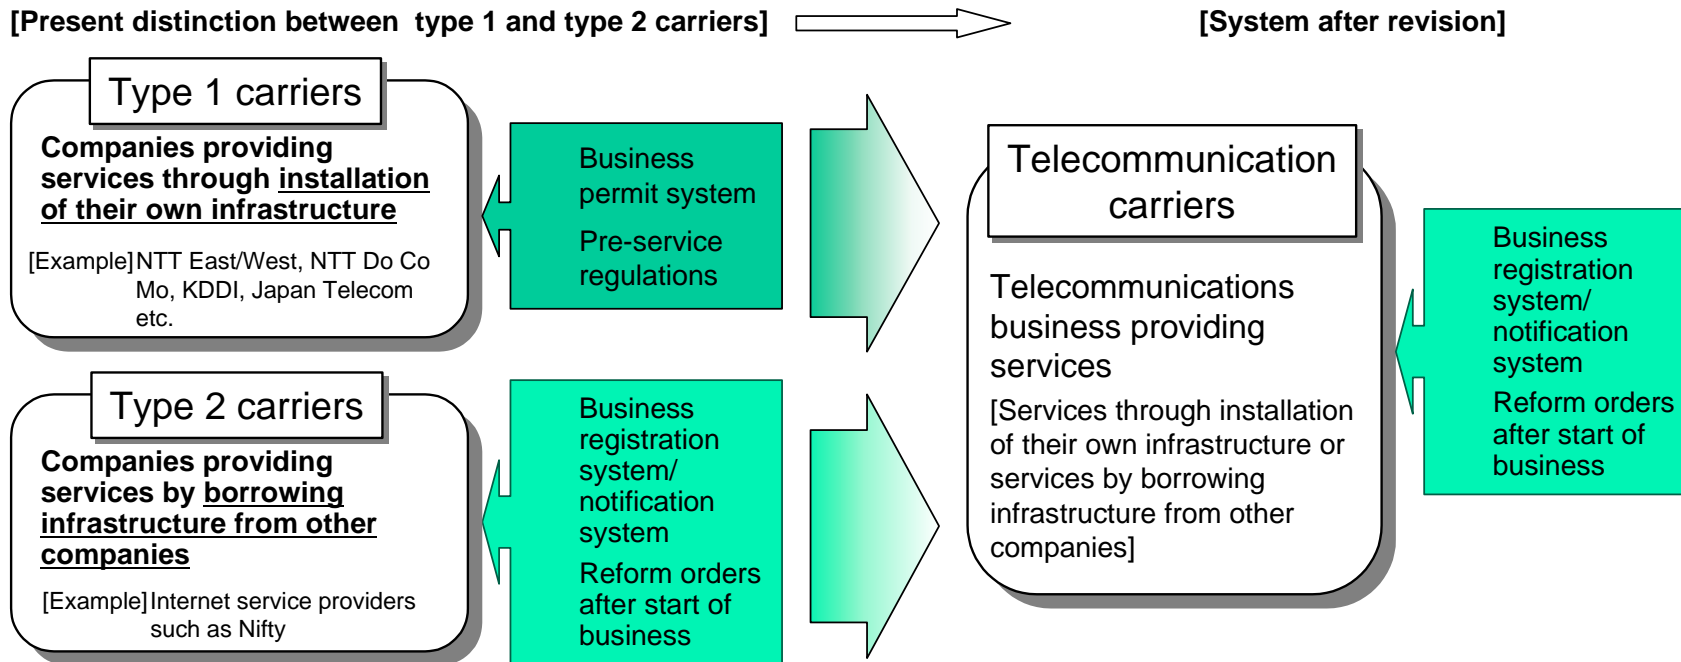 [Present distinction between type 1 and type 2 carriers]
[System after revision]
Type 1 carriers
Companies providing
services through installation
of their own infrastructure
[Example] NTT East/West, NTT Do Co
Mo, KDDI, Japan Telecom
etc.
Business
permit system
Pre-service
regulations
Type 2 carriers
Companies providing
services by borrowing
infrastructure from other
companies
[Example] Internet service providers
such as Nifty
Business
registration
system/
notification
system
Reform orders
after start of
business
Telecommunication
carriers
Telecommunications
business providing
services
[Services through installation
of their own infrastructure or
services by borrowing
infrastructure from other
companies]
Business
registration
system/
notification
system
Reform orders
after start of
business